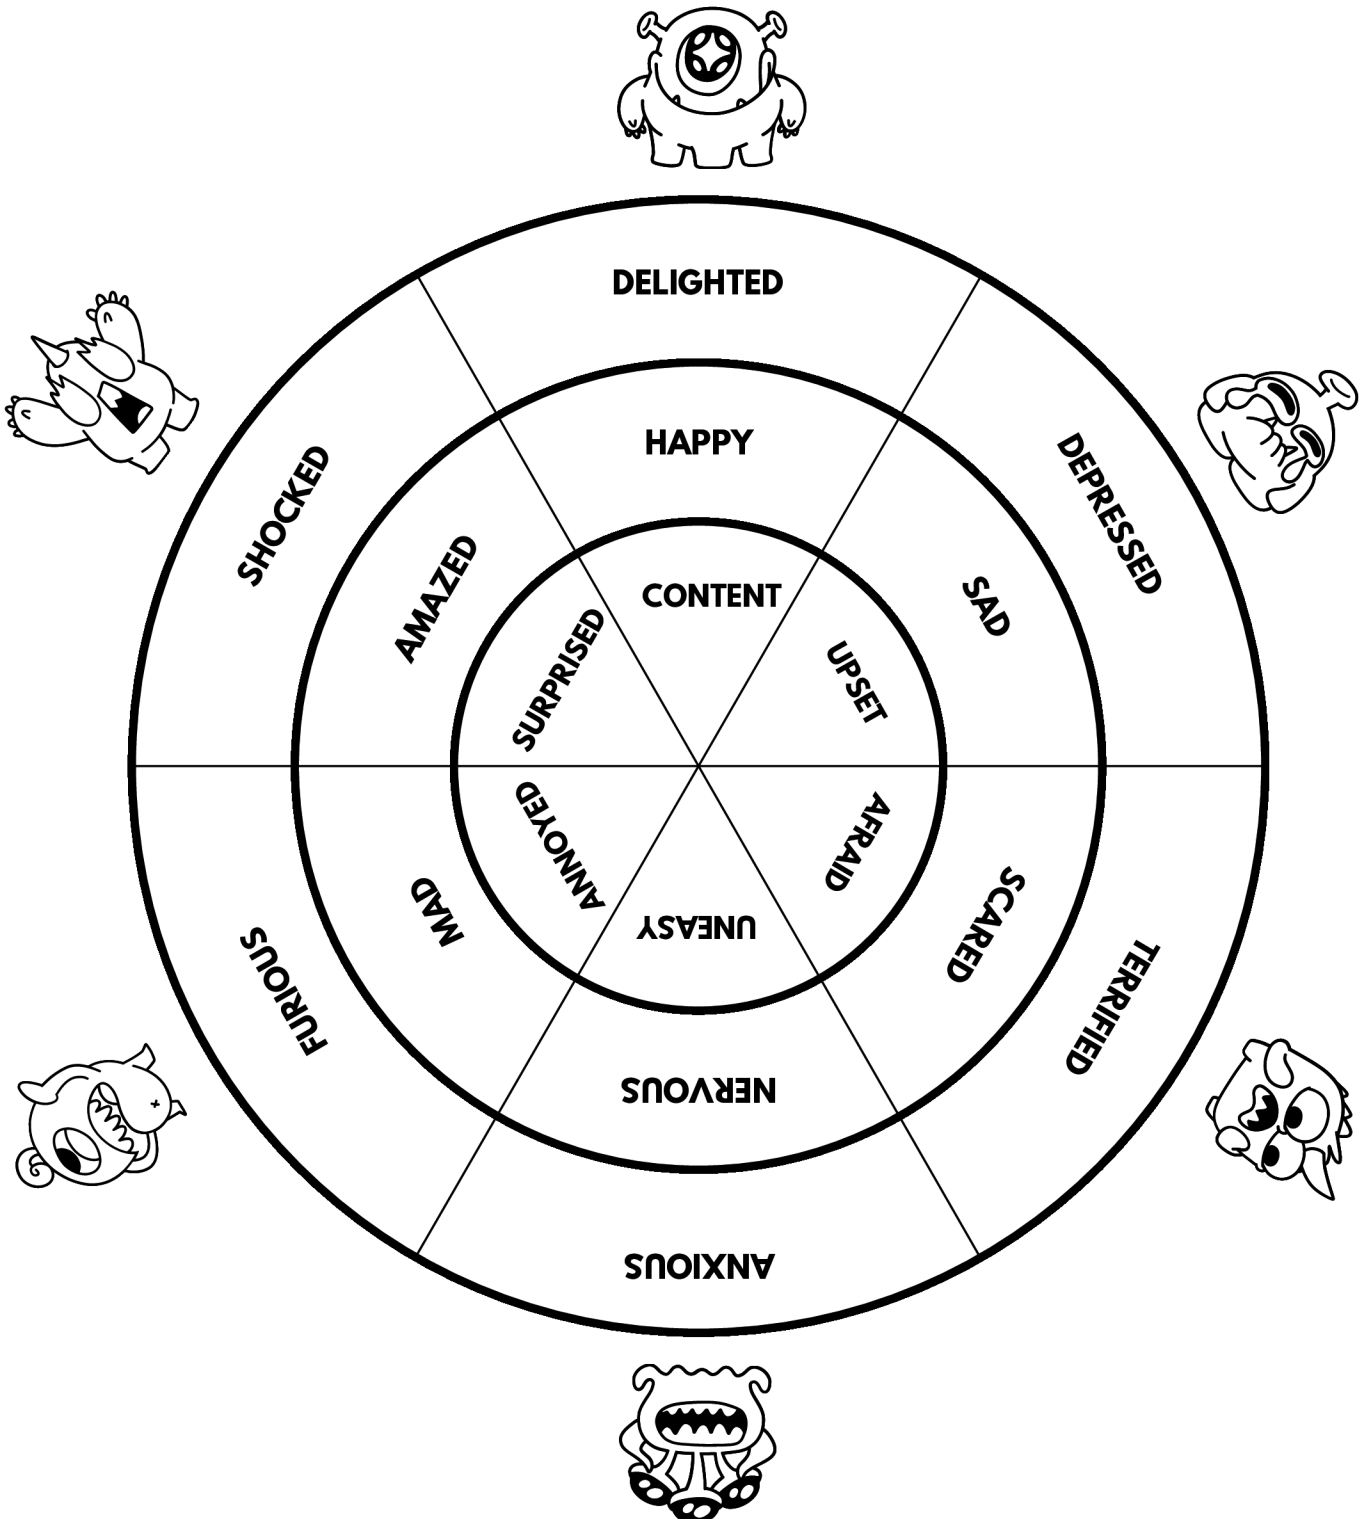 DELIGHTED
HAPPY
CONTENT
DEPRESSED
SAD
UPSET
TERRIFIED
SCARED
AFRAID
ANXIOUS
NERVOUS
UNEASY
FURIOUS
MAD
ANNOYED
SHOCKED
AMAZED
SURPRISED